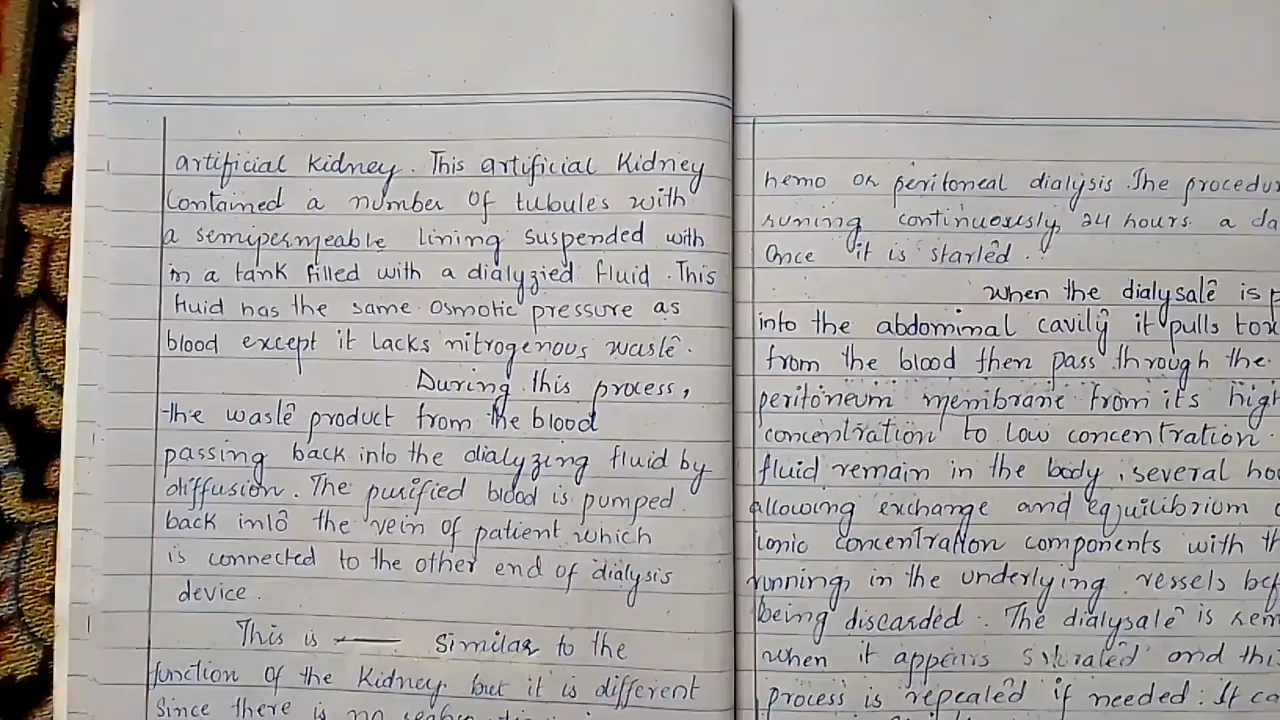 artificial kidney. This artificial Kidney
Contained a number of tubules with
a semipermeable lining suspended with
in a tank filled with a dialyzied fluid. This
fluid has the same osmotic pressure as
blood except it lacks nitrogenous waste.
During this process,
the waste product from the blood
passing back into the dialyzing fluid by
diffusion. The purified blood is pumped
back into the vein of patient which
is connected to the other end of dialysis
device.
This is similar to the
function of the Kidney but it is different
Since there is no
hemo or peritoneal dialysis. The procedur
runing continuously, 24 hours a da
Once it is started.
When the dialysate is p
into the abdominal cavity it pulls tox
from the blood then pass through the
peritoneum membrane from its high
concentration to low concentration.
fluid remain in the body, several ho
allowing exchange and equilibrium
ionic concentration components with th
running in the underlying vessels bef
being discarded. The dialysate is rem
when it appears and thi
process is repeated if needed. It ca